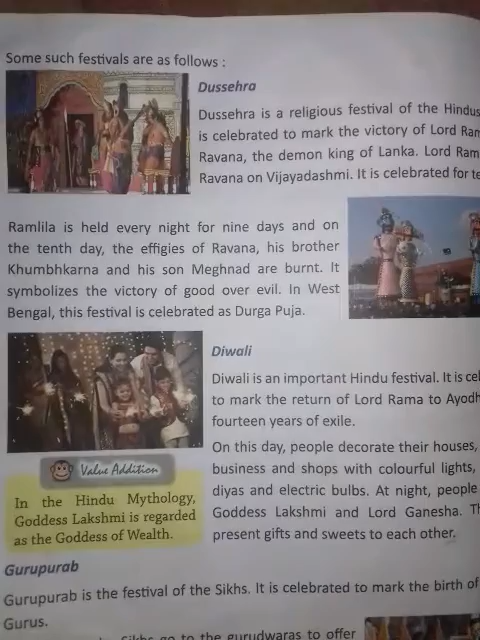 Some such festivals are as follows :
Dussehra
Dussehra is a religious festival of the Hindus
is celebrated to mark the victory of Lord
Ravana, the demon king of Lanka. Lord
Ravana on Vijayadashmi. It is celebrated for
Ramlila is held every night for nine days and on
the tenth day, the effigies of Ravana, his brother
Khumbhkarna and his son Meghnad are burnt. It
symbolizes the victory of good over evil. In West
Bengal, this festival is celebrated as Durga Puja.
Diwali
Diwali is an important Hindu festival. It is
to mark the return of Lord Rama to
fourteen years of exile.
On this day, people decorate their houses,
business and shops with colourful lights,
diyas and electric bulbs. At night, people
Goddess Lakshmi and Lord Ganesha.
present gifts and sweets to each other.
Value Addition
In the Hindu Mythology,
Goddess Lakshmi is regarded
as the Goddess of Wealth.
Gurupurab
Gurupurab is the festival of the Sikhs. It is celebrated to mark the birth of
Gurus.
Sikhs go to the gurudwaras to offer